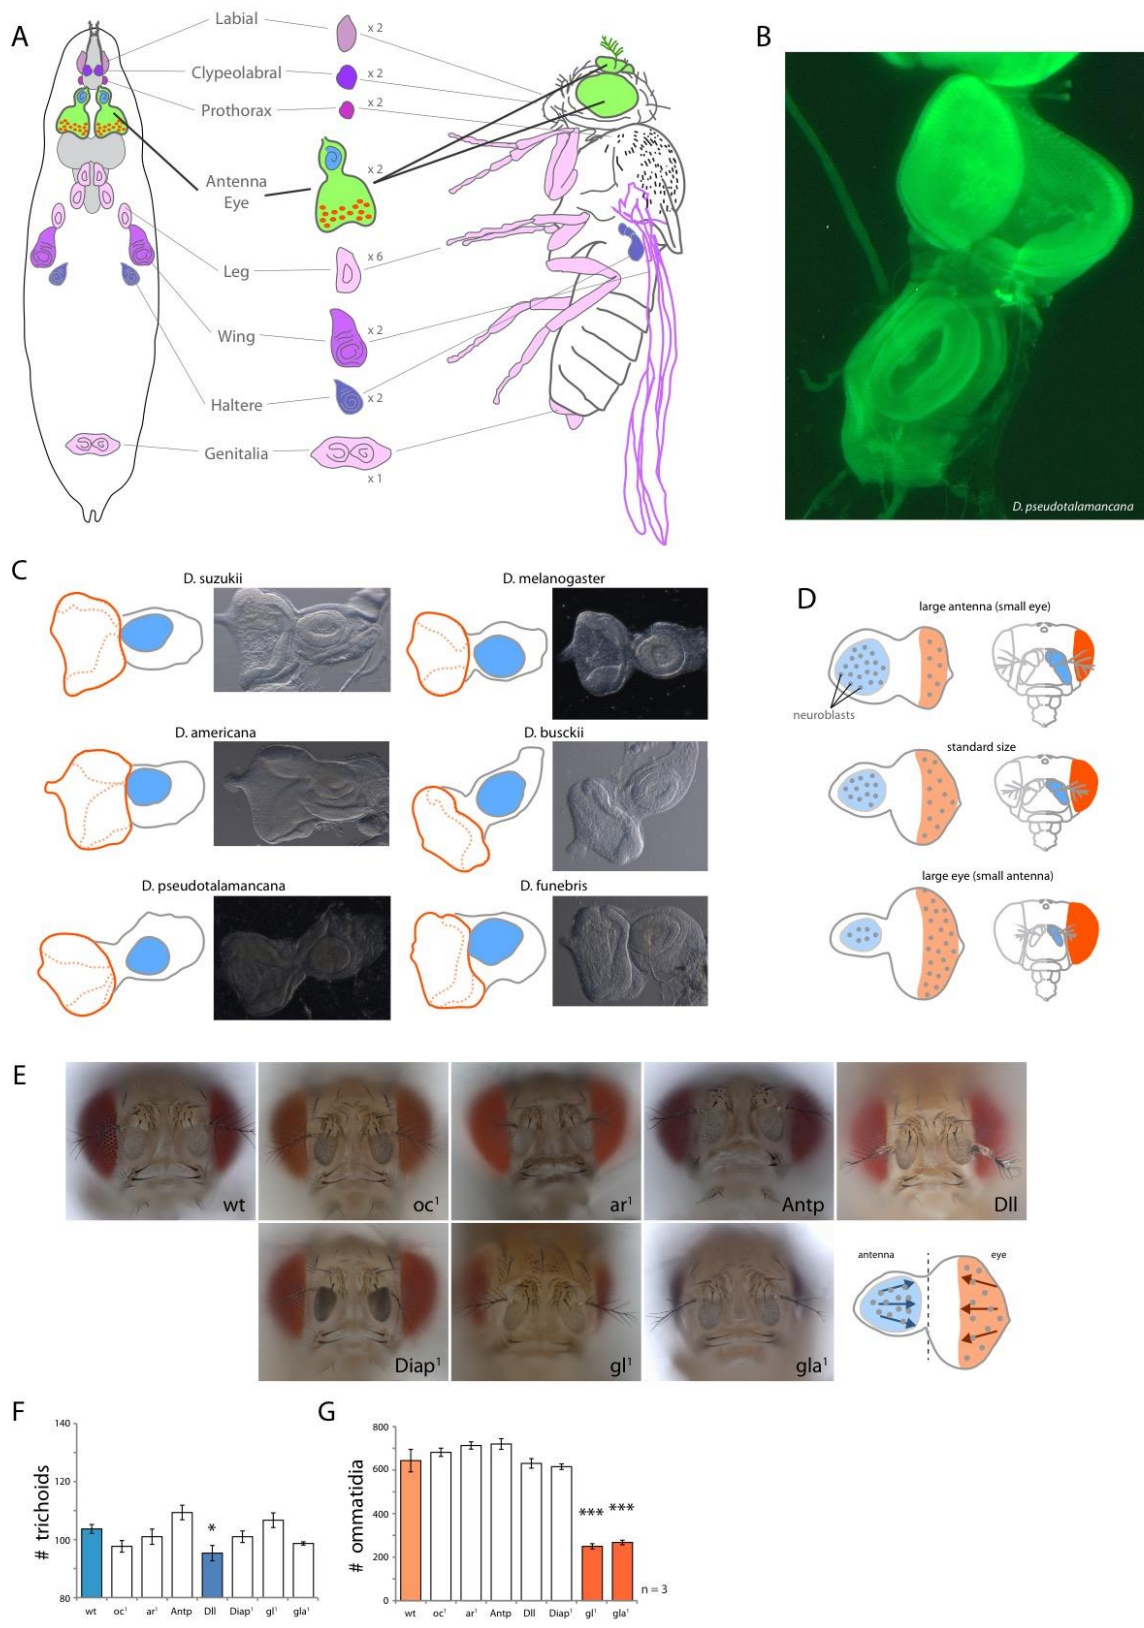 A
Labial
x 2
Clypeolabral
x 2
Prothorax
x 2
x 2
Antenna
Eye
x 6
Leg
x 2
Wing
x 2
Haltere
Genitalia
x 1
B
D. pseudotalamancana
C
D. suzukii
D. melanogaster
D. americana
D. busckii
D. pseudotalamancana
D. funebris
D
large antenna (small eye)
neuroblasts
standard size
large eye (small antenna)
E
wt
oc¹
ar¹
Antp
Dll
Diap¹
gl¹
gla¹
antenna
eye
F
# trichoids
140
120
100
80
*
wt
oc¹
ar¹
Antp
Dll
Diap¹
gl¹
gla¹
G
# ommatidia
800
600
400
200
0
***
***
n = 3
wt
oc¹
ar¹
Antp
Dll
Diap¹
gl¹
gla¹